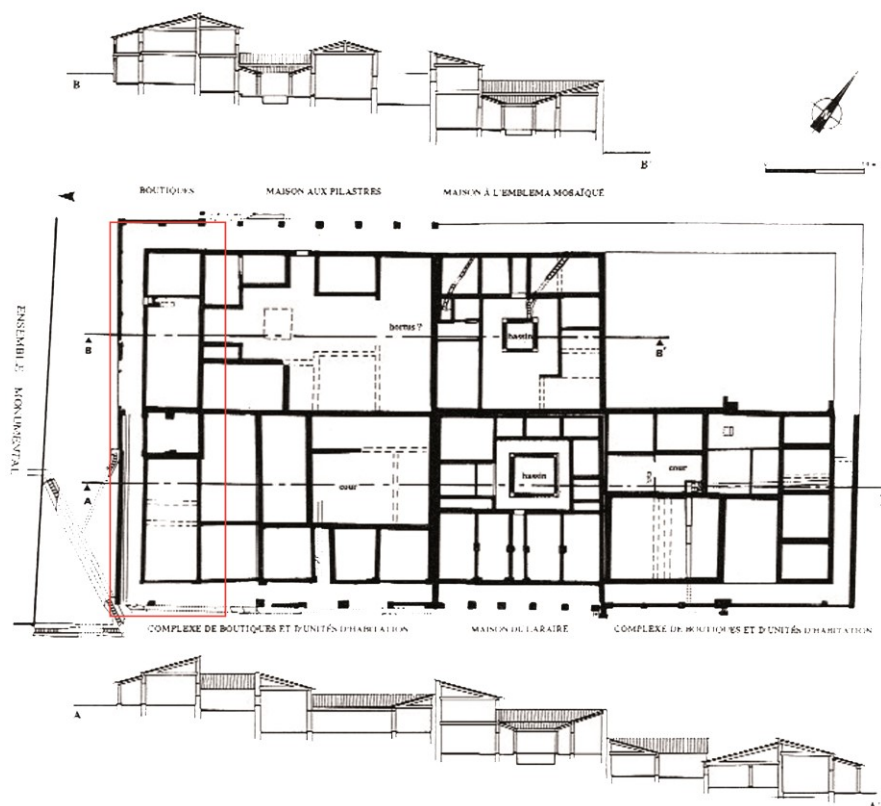 B
B'
BOUTIQUES
MAISON AUX PILASTRES
MAISON À L'EMBLEMA MOSAÏQUÉ
ENSEMBLE MONUMENTAL
hortus ?
bassin
B
B'
cour
bassin
cour
A
COMPLEXE DE BOUTIQUES ET D'UNITÉS D'HABITATION
MAISON DU LARAIRE
COMPLEXE DE BOUTIQUES ET D'UNITÉS D'HABITATION
A